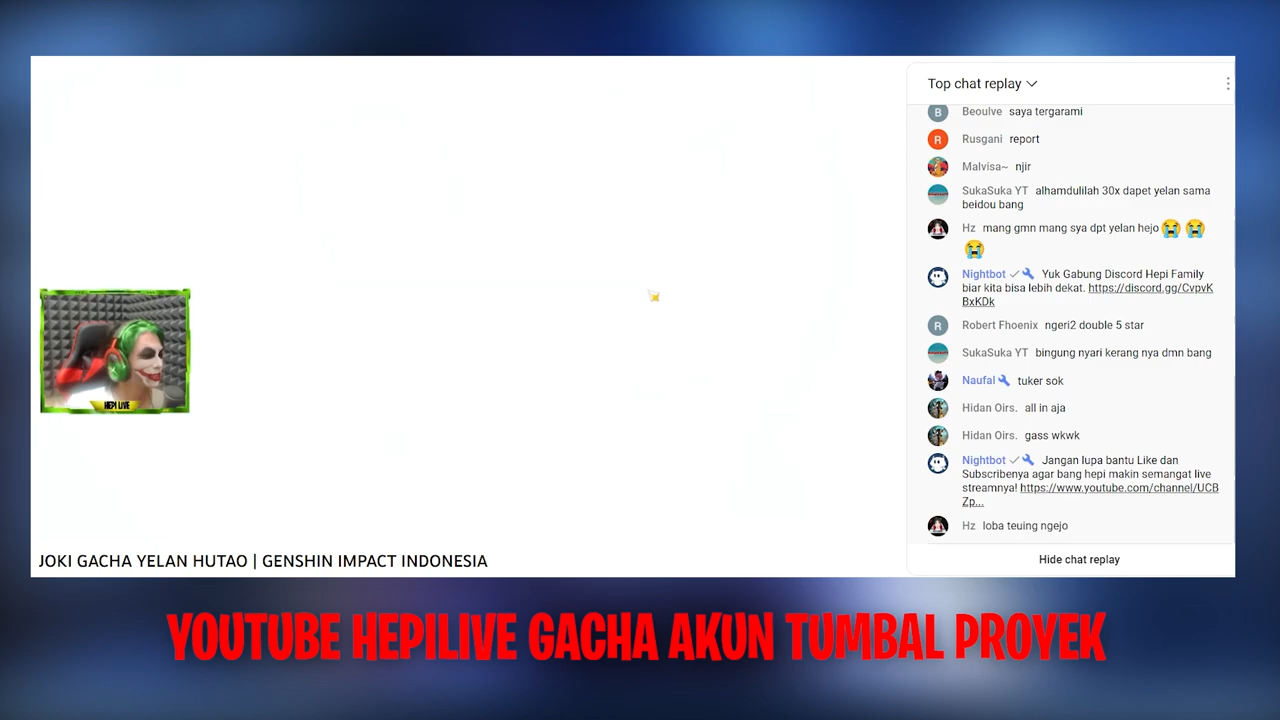 Top chat replay
B Beoulve saya tergarami
R Rusgani report
Malvisa~ njir
SukaSuka YT alhamdulilah 30x dapet yelan sama
beidou bang
Hz mang gmn mang sya dpt yelan hejo😭😭
😭
Nightbot Yuk Gabung Discord Hepi Family
biar kita bisa lebih dekat. https://discord.gg/CvpvK
BxKDk
R Robert Fhoenix ngeri2 double 5 star
SukaSuka YT bingung nyari kerang nya dmn bang
Naufal tuker sok
Hidan Oirs. all in aja
Hidan Oirs. gass wkwk
Nightbot Jangan lupa bantu Like dan
Subscribenya agar bang hepi makin semangat live
streamnya! https://www.youtube.com/channel/UCB
Zp...
Hz loba teuing ngejo
Hide chat replay
HEPI LIVE
JOKI GACHA YELAN HUTAO | GENSHIN IMPACT INDONESIA
YOUTUBE HEPILIVE GACHA AKUN TUMBAL PROYEK